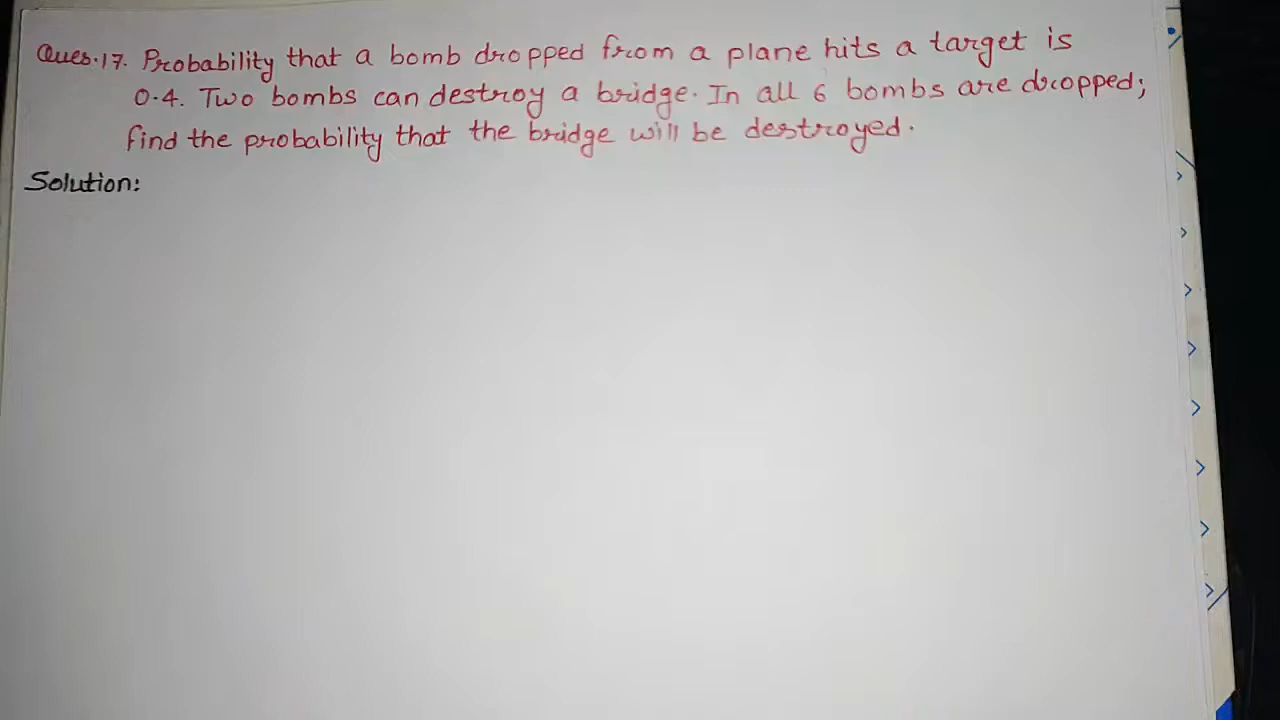 Ques.17. Probability that a bomb dropped from a plane hits a target is
0.4. Two bombs can destroy a bridge. In all 6 bombs are dropped;
find the probability that the bridge will be destroyed.
Solution: